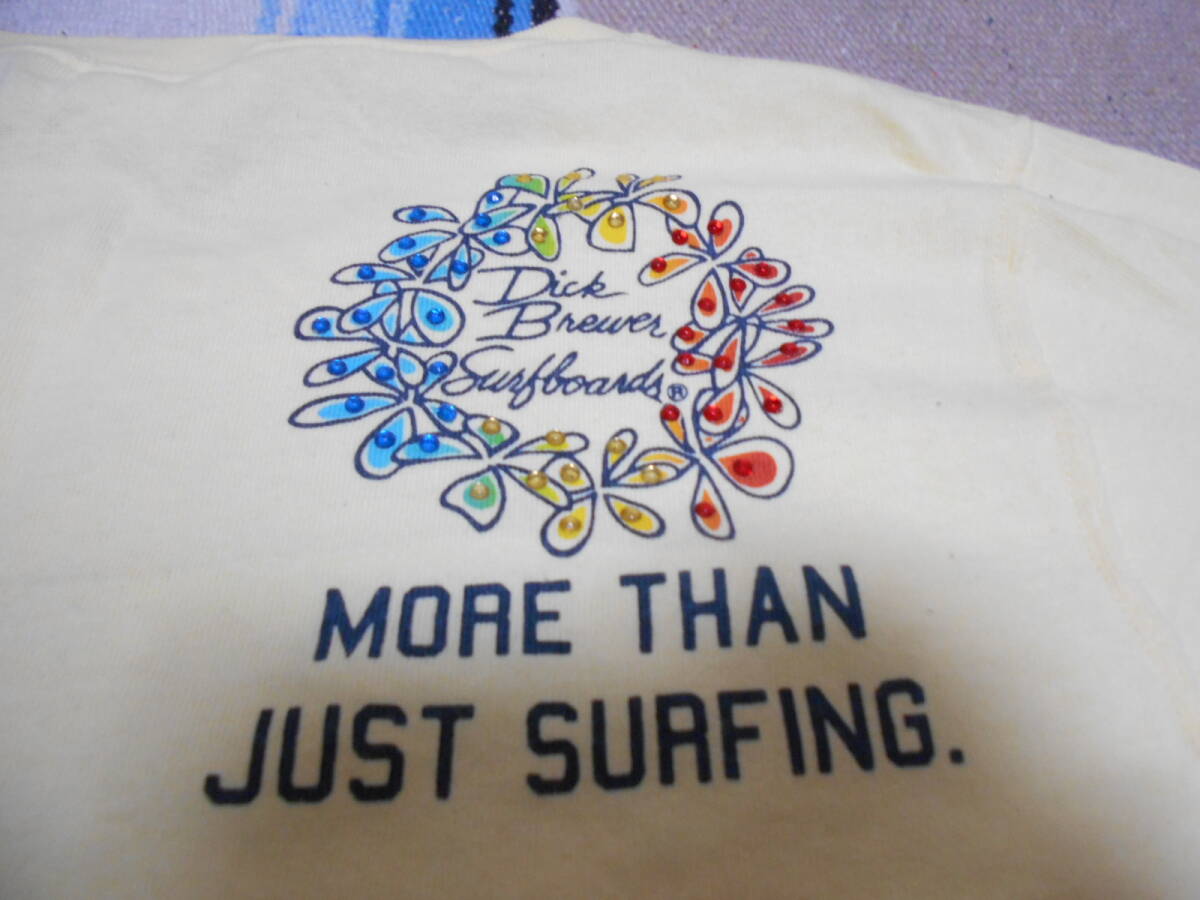 Dick
Brewer
Surfboards®
MORE THAN
JUST SURFING.